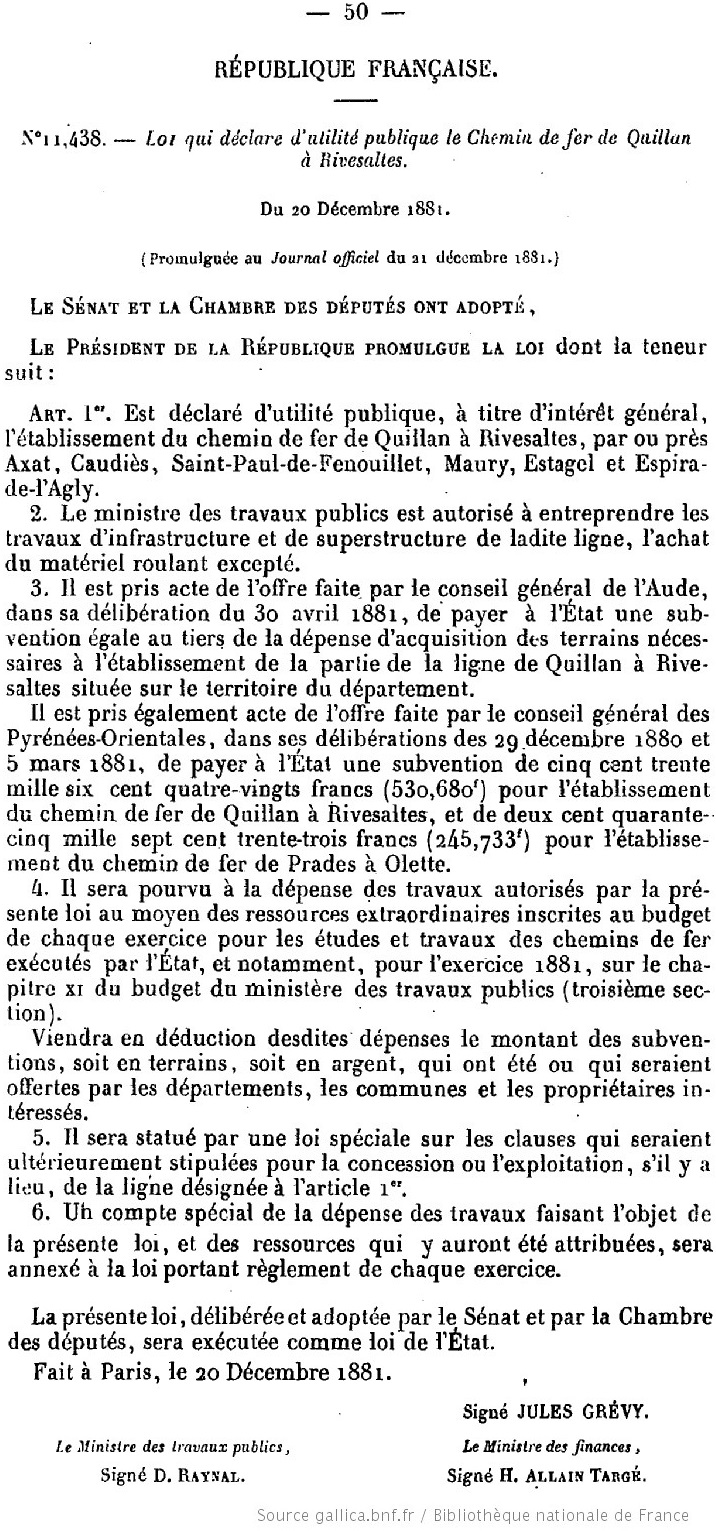 — 50 —
RÉPUBLIQUE FRANÇAISE.
N° 11,438. — LOI qui déclare d'utilité publique le Chemin de fer de Quillan
à Rivesaltes.
Du 20 Décembre 1881.
(Promulguée au Journal officiel du 21 décembre 1881.)
LE SÉNAT ET LA CHAMBRE DES DÉPUTÉS ONT ADOPTÉ,
LE PRÉSIDENT DE LA RÉPUBLIQUE PROMULGUE LA LOI dont la teneur
suit :
ART. 1er. Est déclaré d'utilité publique, à titre d'intérêt général,
l'établissement du chemin de fer de Quillan à Rivesaltes, par ou près
Axat, Caudiès, Saint-Paul-de-Fenouillet, Maury, Estagel et Espira-
de-l'Agly.
2. Le ministre des travaux publics est autorisé à entreprendre les
travaux d'infrastructure et de superstructure de ladite ligne, l'achat
du matériel roulant excepté.
3. Il est pris acte de l'offre faite par le conseil général de l'Aude,
dans sa délibération du 30 avril 1881, de payer à l'État une sub-
vention égale au tiers de la dépense d'acquisition des terrains néces-
saires à l'établissement de la partie de la ligne de Quillan à Rive-
saltes située sur le territoire du département.
Il est pris également acte de l'offre faite par le conseil général des
Pyrénées-Orientales, dans ses délibérations des 29 décembre 1880 et
5 mars 1881, de payer à l'État une subvention de cinq cent trente
mille six cent quatre-vingts francs (530,680f) pour l'établissement
du chemin de fer de Quillan à Rivesaltes, et de deux cent quarante-
cinq mille sept cent trente-trois francs (245,733f) pour l'établisse-
ment du chemin de fer de Prades à Olette.
4. Il sera pourvu à la dépense des travaux autorisés par la pré-
sente loi au moyen des ressources extraordinaires inscrites au budget
de chaque exercice pour les études et travaux des chemins de fer
exécutés par l'État, et notamment, pour l'exercice 1881, sur le cha-
pitre XI du budget du ministère des travaux publics (troisième sec-
tion).
Viendra en déduction desdites dépenses le montant des subven-
tions, soit en terrains, soit en argent, qui ont été ou qui seraient
offertes par les départements, les communes et les propriétaires in-
téressés.
5. Il sera statué par une loi spéciale sur les clauses qui seraient
ultérieurement stipulées pour la concession ou l'exploitation, s'il y a
lieu, de la ligne désignée à l'article 1er.
6. Un compte spécial de la dépense des travaux faisant l'objet de
la présente loi, et des ressources qui y auront été attribuées, sera
annexé à la loi portant règlement de chaque exercice.
La présente loi, délibérée et adoptée par le Sénat et par la Chambre
des députés, sera exécutée comme loi de l'État.
Fait à Paris, le 20 Décembre 1881.
Signé JULES GRÉVY.
Le Ministre des travaux publics,
Signé D. RAYNAL.
Le Ministre des finances,
Signé H. ALLAIN TARGÉ.
Source gallica.bnf.fr / Bibliothèque nationale de France